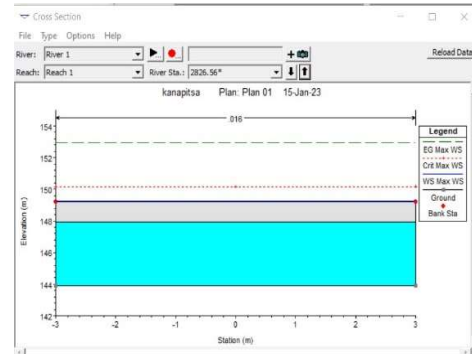 Cross Section
File Type Options Help
River: River 1
Reload Data
Reach: Reach 1 River Sta.: 2826.56*
kanapitsa Plan: Plan 01 15-Jan-23
.016
Legend
EG Max WS
Crit Max WS
WS Max WS
Ground
Bank Sta
Elevation (m)
154
152
150
148
146
144
142
-3 -2 -1 0 1 2 3
Station (m)